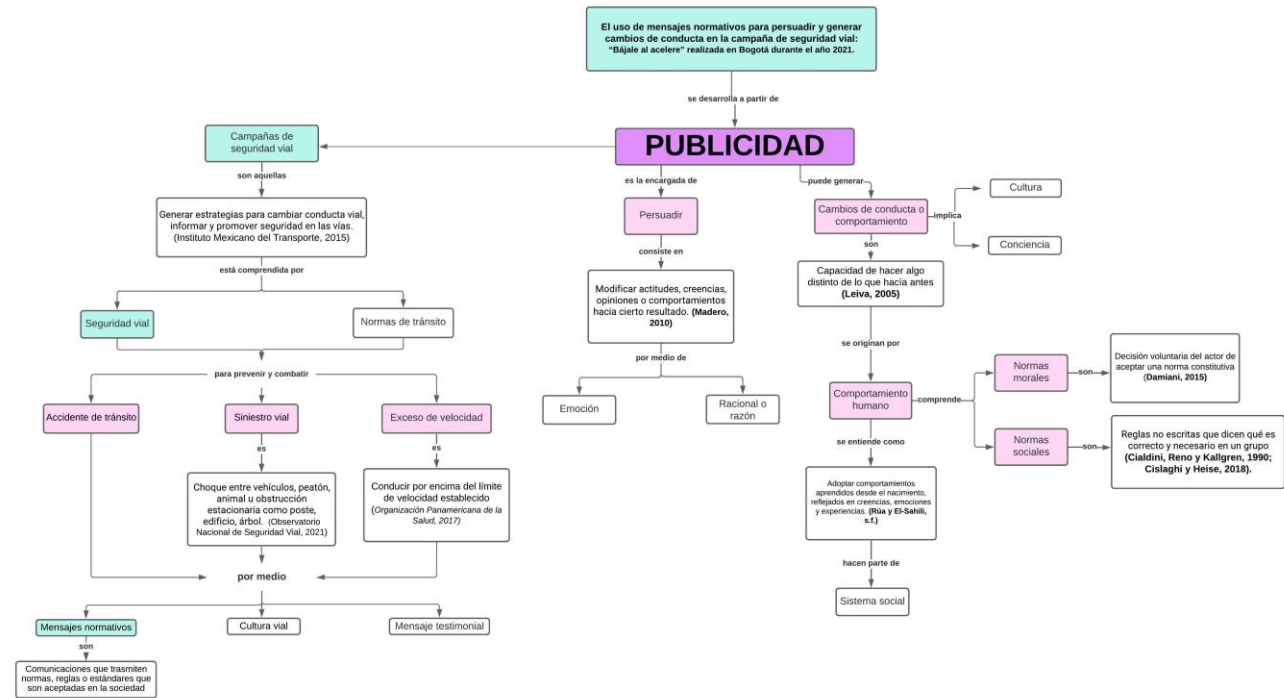 El uso de mensajes normativos para persuadir y generar
cambios de conducta en la campaña de seguridad vial:
"Bájale al acelere" realizada en Bogotá durante el año 2021.
se desarrolla a partir de
PUBLICIDAD
Campañas de
seguridad vial
son aquellas
Generar estrategias para cambiar conducta vial,
informar y promover seguridad en las vías.
(Instituto Mexicano del Transporte, 2015)
está comprendida por
Seguridad vial
Normas de tránsito
para prevenir y combatir
Accidente de tránsito
Siniestro vial
es
Choque entre vehículos, peatón,
animal u obstrucción
estacionaria como poste,
edificio, árbol. (Observatorio
Nacional de Seguridad Vial, 2021)
Exceso de velocidad
es
Conducir por encima del límite
de velocidad establecido
(Organización Panamericana de
la Salud, 2017)
por medio
Mensajes normativos
son
Comunicaciones que trasmiten
normas, reglas o estándares que
son aceptadas en la sociedad
Cultura vial
Mensaje testimonial
es la encargada de
Persuadir
consiste en
Modificar actitudes, creencias,
opiniones o comportamientos
hacia cierto resultado. (Madero,
2010)
por medio de
Emoción
Racional o
razón
puede generar
Cambios de conducta o
comportamiento
implica
Cultura
Conciencia
son
Capacidad de hacer algo
distinto de lo que hacía antes
(Leiva, 2005)
se originan por
Comportamiento
humano
comprende
Normas
morales
son
Decisión voluntaria del actor de
aceptar una norma constitutiva
(Damiani, 2015)
Normas
sociales
son
Reglas no escritas que dicen qué es
correcto y necesario en un grupo
(Cialdini, Reno y Kallgren, 1990;
Cislaghi y Heise, 2018).
se entiende como
Adoptar comportamientos
aprendidos desde el nacimiento,
reflejados en creencias, emociones
y experiencias. (Rúa y El-Sahili,
s.f.)
hacen parte de
Sistema social